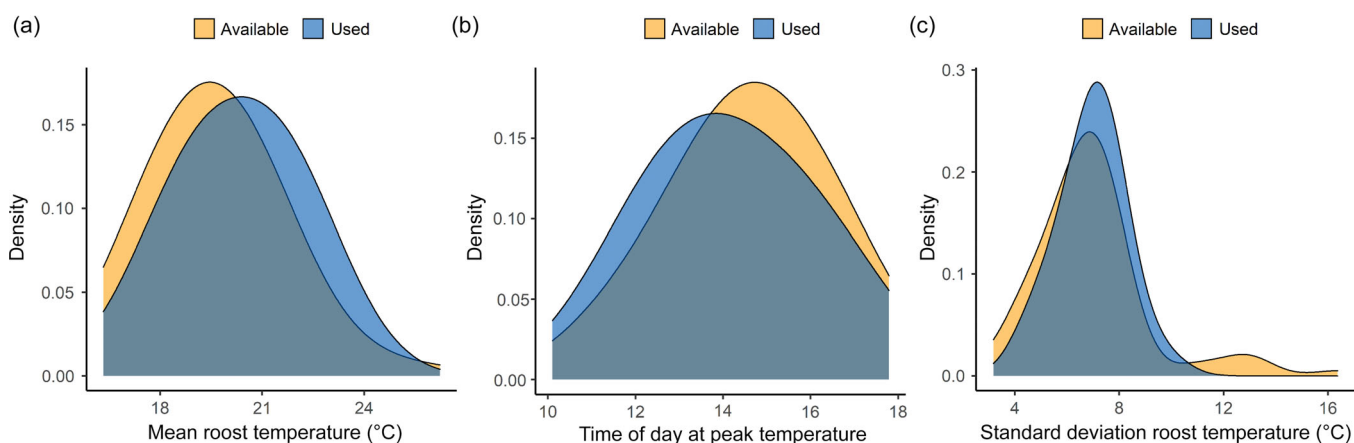 (a)
Available Used
Density
0.15
0.10
0.05
0.00
18 21 24
Mean roost temperature (°C)
(b)
Available Used
Density
0.15
0.10
0.05
0.00
10 12 14 16 18
Time of day at peak temperature
(c)
Available Used
Density
0.3
0.2
0.1
0.0
4 8 12 16
Standard deviation roost temperature (°C)